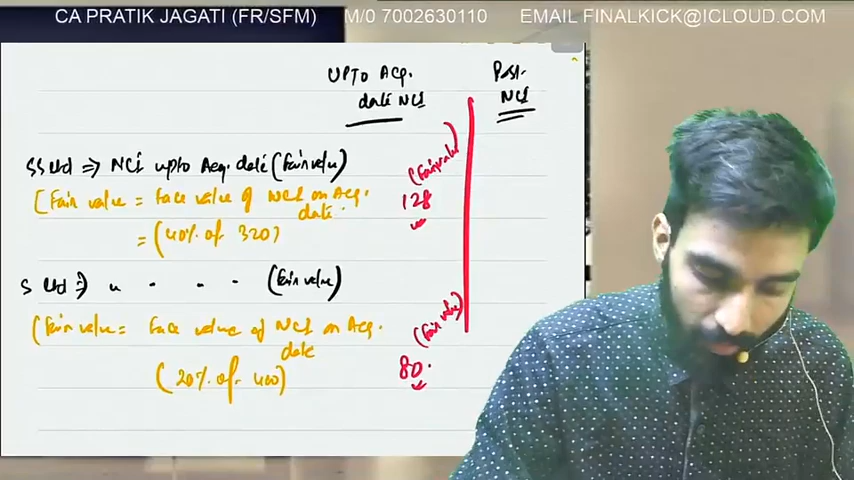 CA PRATIK JAGATI (FR/SFM) M/0 7002630110 EMAIL FINALKICK@ICLOUD.COM
UPTO Acq. date NCI
Post- NCI
SS Ltd => NCI upto Acq. date (Fair value)
(Fair value)
[Fair value = Face value of NCI on Acq. date.
128
= (40% of 320)
S Ltd => " " " " (Fair value)
(Fair value)
(Fair value = Face value of NCI on Acq. date
80.
(20% of 400)